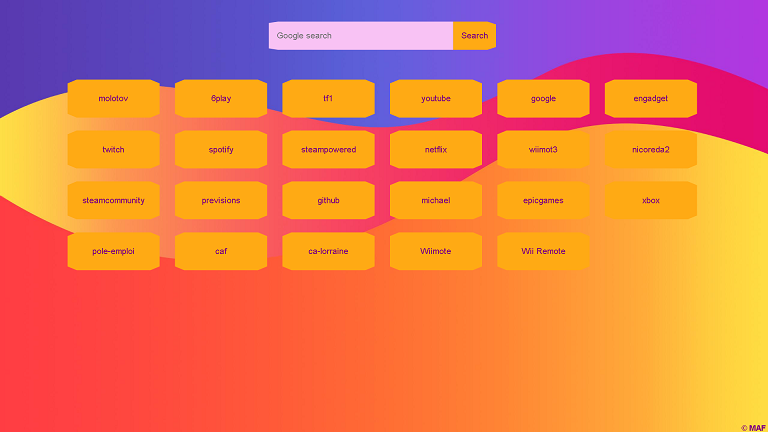 Google search Search
molotov 6play tf1 youtube google engadget
twitch spotify steampowered netflix wiimot3 nicoreda2
steamcommunity previsions github michael epicgames xbox
pole-emploi caf ca-lorraine Wiimote Wii Remote
© MAF